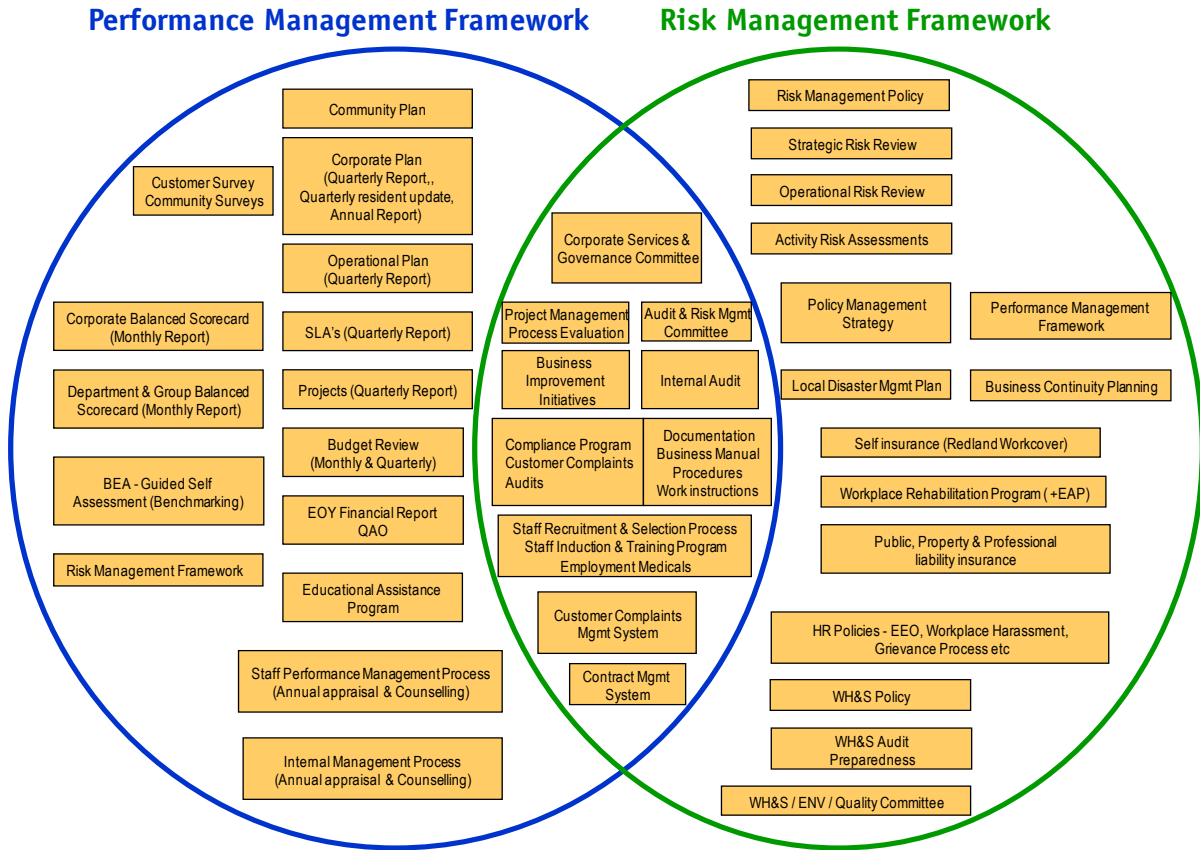 Performance Management Framework
Risk Management Framework
Community Plan
Corporate Plan
(Quarterly Report,,
Quarterly resident update,
Annual Report)
Customer Survey
Community Surveys
Operational Plan
(Quarterly Report)
Corporate Balanced Scorecard
(Monthly Report)
SLA's (Quarterly Report)
Department & Group Balanced
Scorecard (Monthly Report)
Projects (Quarterly Report)
Budget Review
(Monthly & Quarterly)
BEA - Guided Self
Assessment (Benchmarking)
EOY Financial Report
QAO
Risk Management Framework
Educational Assistance
Program
Staff Performance Management Process
(Annual appraisal & Counselling)
Internal Management Process
(Annual appraisal & Counselling)
Corporate Services &
Governance Committee
Project Management
Process Evaluation
Audit & Risk Mgmt
Committee
Business
Improvement
Initiatives
Internal Audit
Compliance Program
Customer Complaints
Audits
Documentation
Business Manual
Procedures
Work instructions
Staff Recruitment & Selection Process
Staff Induction & Training Program
Employment Medicals
Customer Complaints
Mgmt System
Contract Mgmt
System
Risk Management Policy
Strategic Risk Review
Operational Risk Review
Activity Risk Assessments
Policy Management
Strategy
Performance Management
Framework
Local Disaster Mgmt Plan
Business Continuity Planning
Self insurance (Redland Workcover)
Workplace Rehabilitation Program ( +EAP)
Public, Property & Professional
liability insurance
HR Policies - EEO, Workplace Harassment,
Grievance Process etc
WH&S Policy
WH&S Audit
Preparedness
WH&S / ENV / Quality Committee